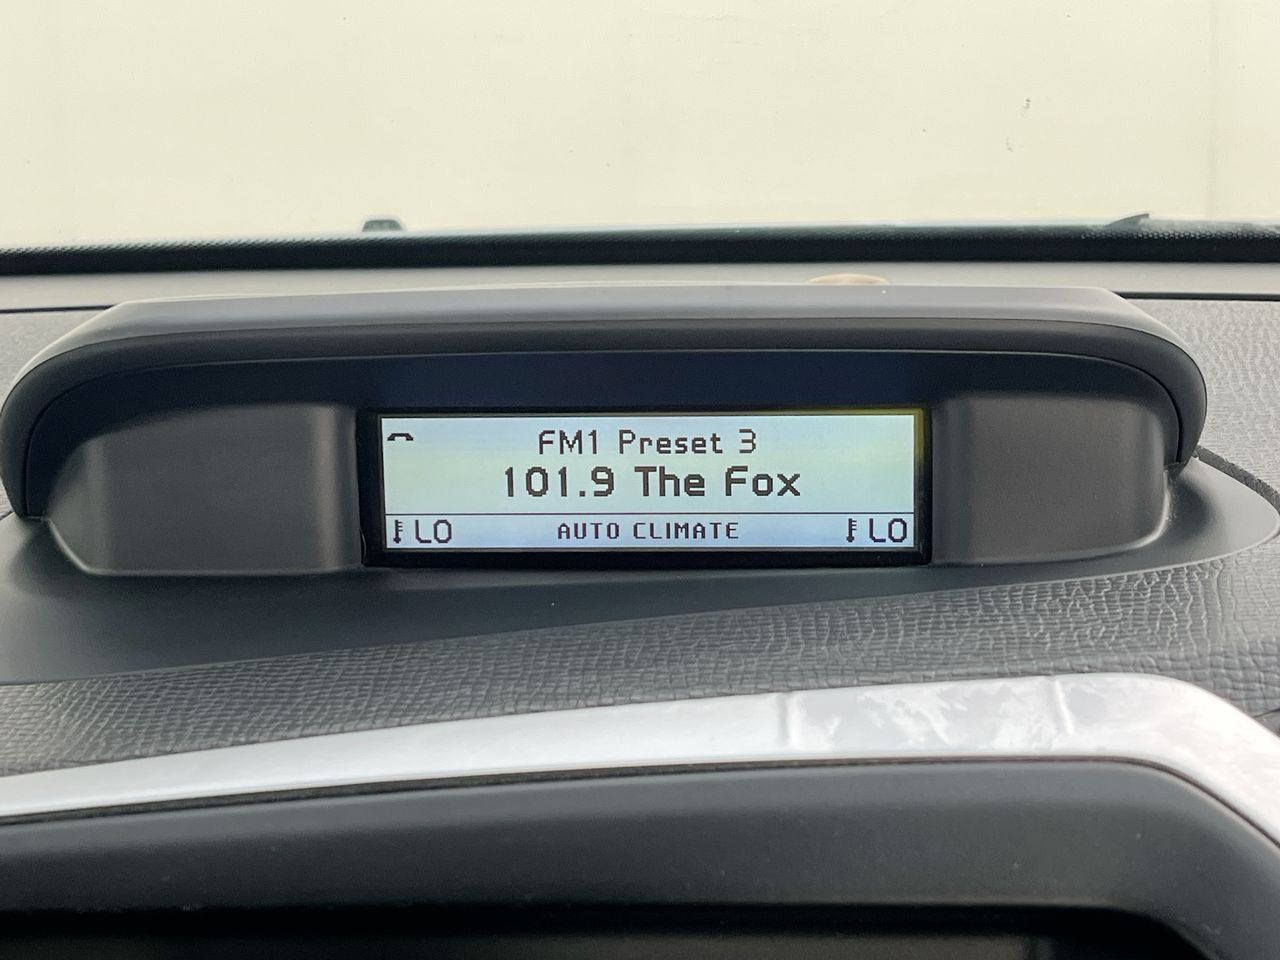 FM1 Preset 3
101.9 The Fox
LO AUTO CLIMATE LO